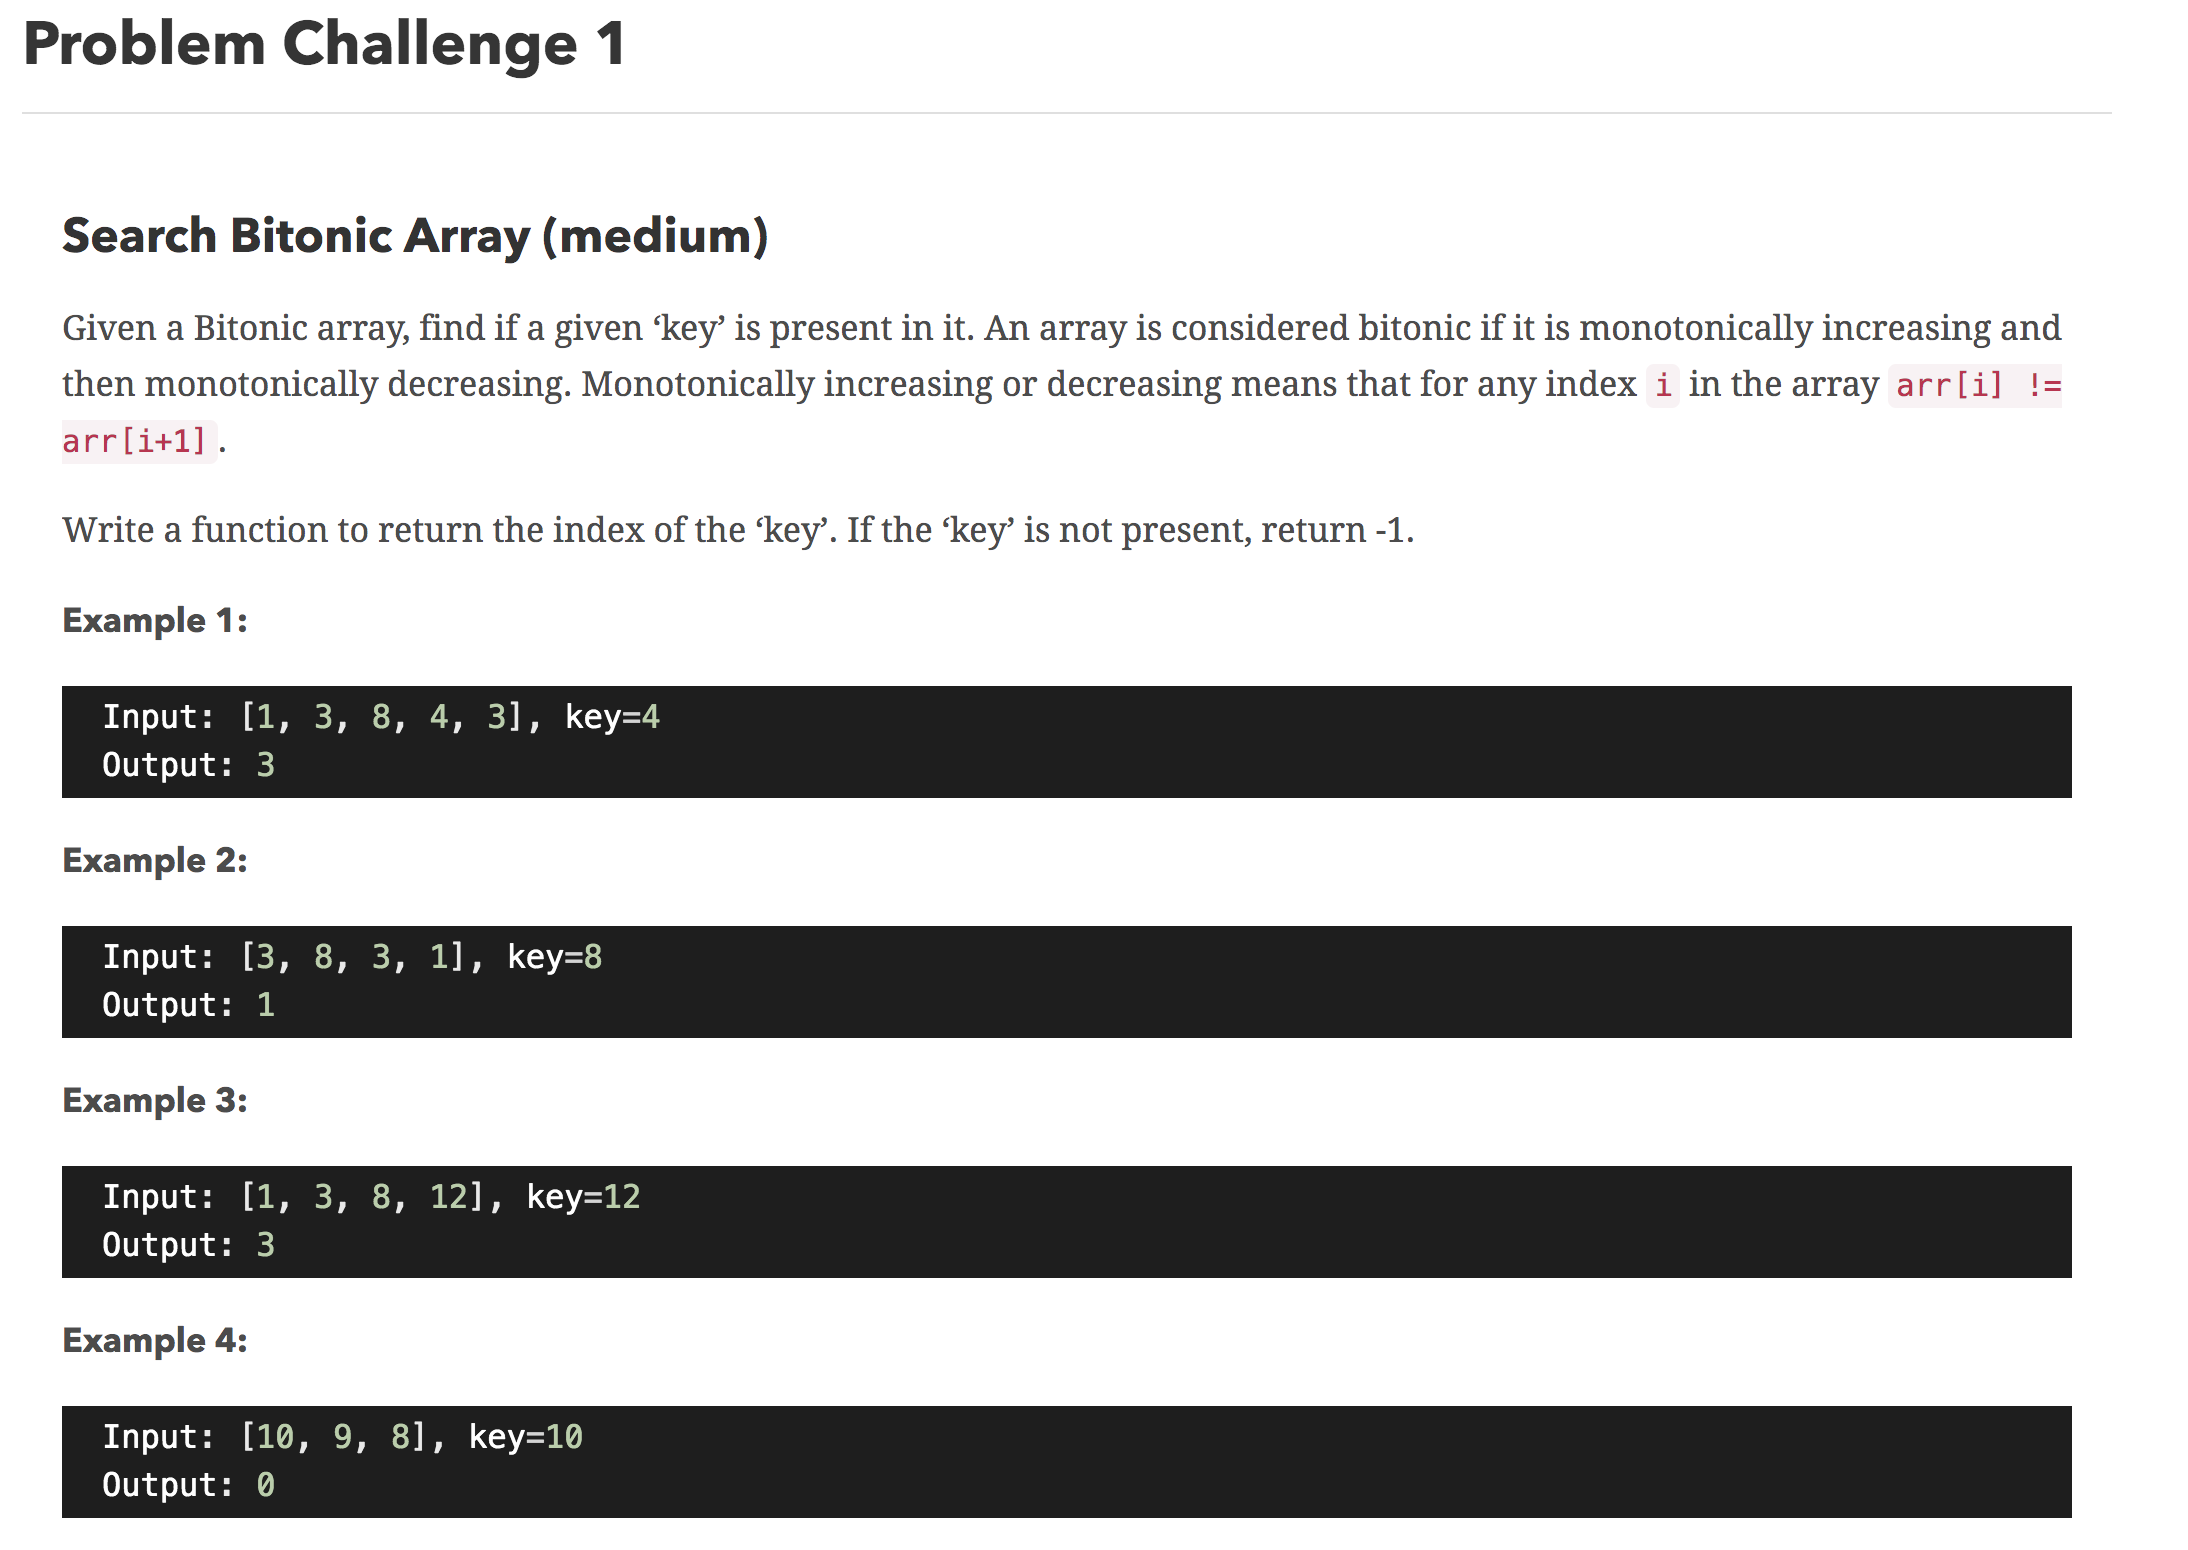 Problem Challenge 1
Search Bitonic Array (medium)
Given a Bitonic array, find if a given ‘key’ is present in it. An array is considered bitonic if it is monotonically increasing and
then monotonically decreasing. Monotonically increasing or decreasing means that for any index i in the array arr[i] !=
arr[i+1].
Write a function to return the index of the ‘key’. If the ‘key’ is not present, return -1.
Example 1:
Input: [1, 3, 8, 4, 3], key=4
Output: 3
Example 2:
Input: [3, 8, 3, 1], key=8
Output: 1
Example 3:
Input: [1, 3, 8, 12], key=12
Output: 3
Example 4:
Input: [10, 9, 8], key=10
Output: 0